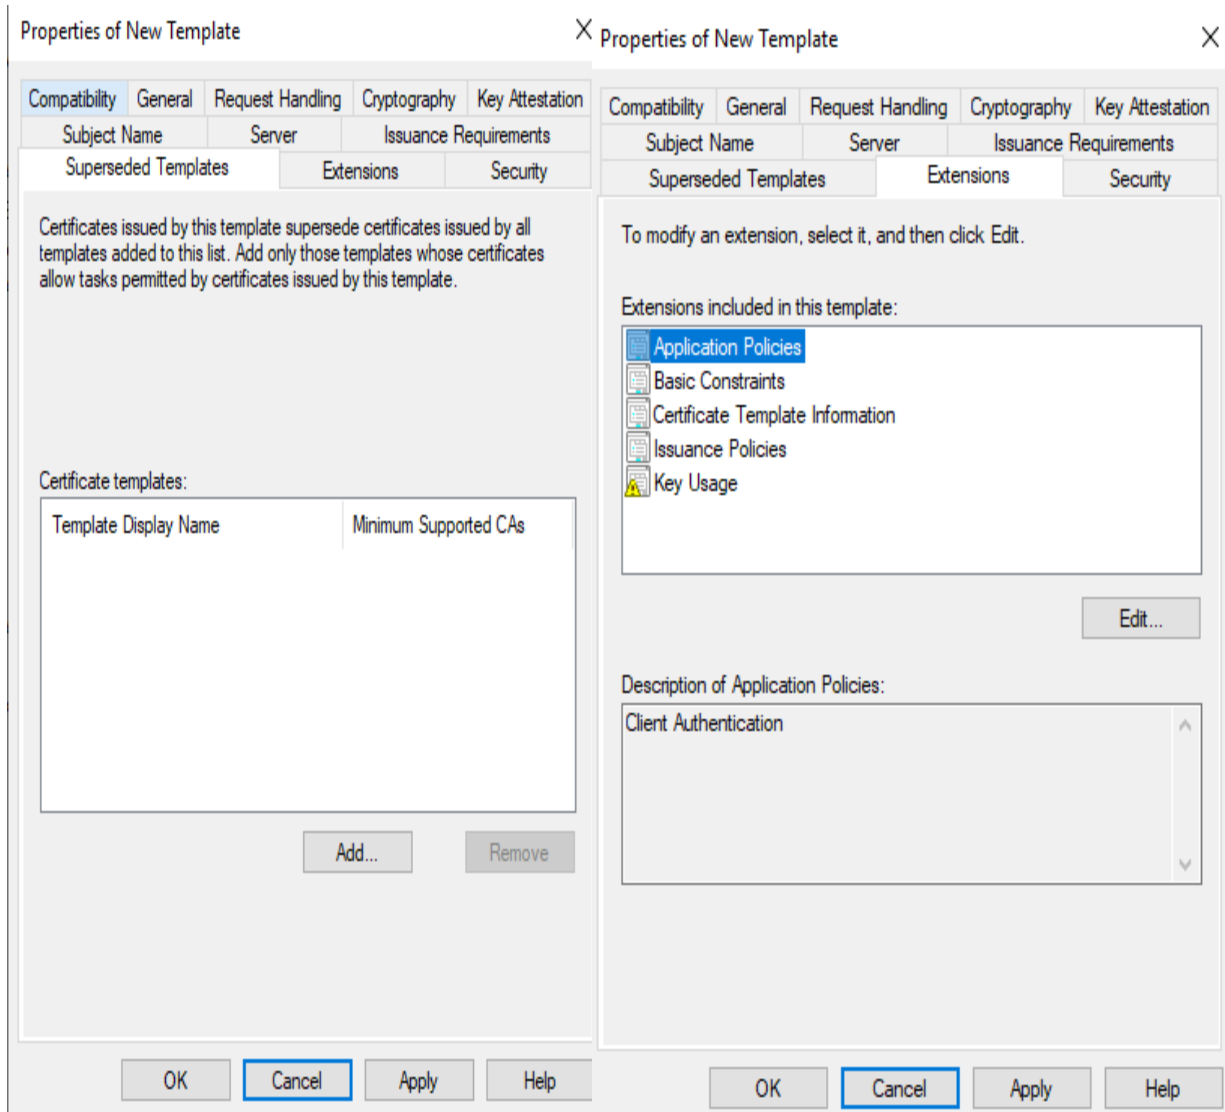 Properties of New Template
Compatibility General Request Handling Cryptography Key Attestation
Subject Name Server Issuance Requirements
Superseded Templates Extensions Security
Certificates issued by this template supersede certificates issued by all
templates added to this list. Add only those templates whose certificates
allow tasks permitted by certificates issued by this template.
Certificate templates:
Template Display Name Minimum Supported CAs
Add... Remove
OK Cancel Apply Help
Properties of New Template
Compatibility General Request Handling Cryptography Key Attestation
Subject Name Server Issuance Requirements
Superseded Templates Extensions Security
To modify an extension, select it, and then click Edit.
Extensions included in this template:
Application Policies
Basic Constraints
Certificate Template Information
Issuance Policies
Key Usage
Edit...
Description of Application Policies:
Client Authentication
OK Cancel Apply Help